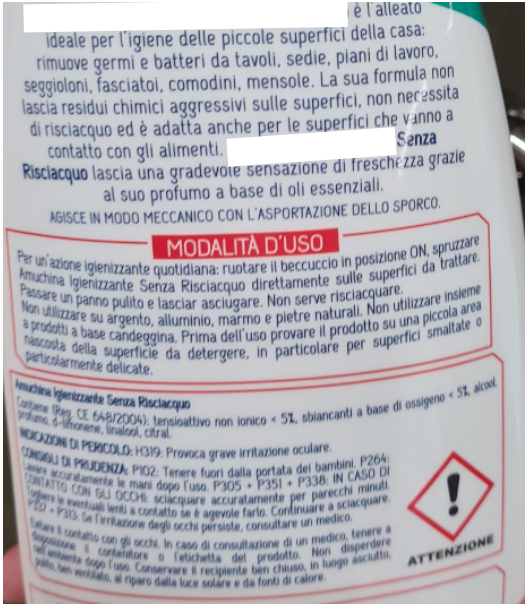 è l'alleato
ideale per l'igiene delle piccole superfici della casa:
rimuove germi e batteri da tavoli, sedie, piani di lavoro,
seggioloni, fasciatoi, comodini, mensole. La sua formula non
lascia residui chimici aggressivi sulle superfici, non necessita
di risciacquo ed è adatta anche per le superfici che vanno a
contatto con gli alimenti. Senza
Risciacquo lascia una gradevole sensazione di freschezza grazie
al suo profumo a base di oli essenziali.
AGISCE IN MODO MECCANICO CON L'ASPORTAZIONE DELLO SPORCO.
MODALITÀ D'USO
Per un'azione igienizzante quotidiana: ruotare il beccuccio in posizione ON, spruzzare
Amuchina Igienizzante Senza Risciacquo direttamente sulle superfici da trattare.
Passare un panno pulito e lasciar asciugare. Non serve risciacquare.
Non utilizzare su argento, alluminio, marmo e pietre naturali. Non utilizzare insieme
a prodotti a base candeggina. Prima dell'uso provare il prodotto su una piccola area
nascosta della superficie da detergere, in particolare per superfici smaltate o
particolarmente delicate.
Amuchina Igienizzante Senza Risciacquo
Contiene (Reg. CE 648/2004): tensioattivo non ionico < 5%, sbiancanti a base di ossigeno < 5%, alcool,
profumo, d-limonene, linalool, citral.
INDICAZIONI DI PERICOLO: H319: Provoca grave irritazione oculare.
CONSIGLI DI PRUDENZA: P102: Tenere fuori dalla portata dei bambini. P264:
Lavare accuratamente le mani dopo l'uso. P305 + P351 + P338: IN CASO DI
CONTATTO CON GLI OCCHI: sciacquare accuratamente per parecchi minuti.
Togliere le eventuali lenti a contatto se è agevole farlo. Continuare a sciacquare.
P337 + P313: Se l'irritazione degli occhi persiste, consultare un medico.
Evitare il contatto con gli occhi. In caso di consultazione di un medico, tenere a
disposizione il contenitore o l'etichetta del prodotto. Non disperdere
nell'ambiente dopo l'uso. Conservare il recipiente ben chiuso, in luogo asciutto,
pulito, ben ventilato, al riparo dalla luce solare e da fonti di calore.
ATTENZIONE